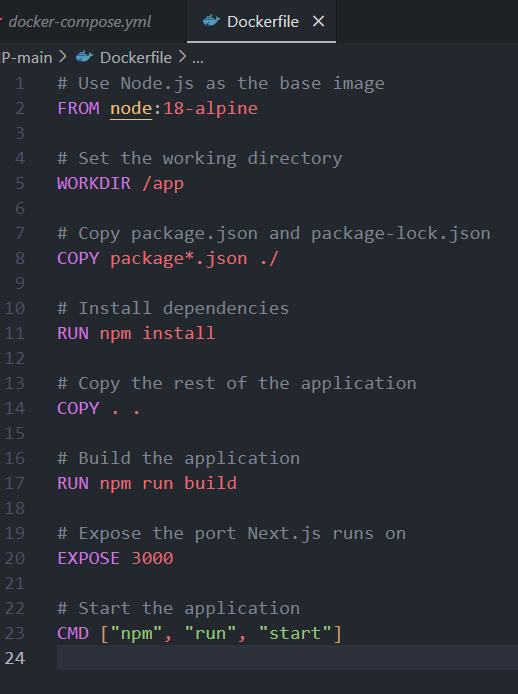 docker-compose.yml
Dockerfile
P-main > Dockerfile > ...
1 # Use Node.js as the base image
2 FROM node:18-alpine
3
4 # Set the working directory
5 WORKDIR /app
6
7 # Copy package.json and package-lock.json
8 COPY package*.json ./
9
10 # Install dependencies
11 RUN npm install
12
13 # Copy the rest of the application
14 COPY . .
15
16 # Build the application
17 RUN npm run build
18
19 # Expose the port Next.js runs on
20 EXPOSE 3000
21
22 # Start the application
23 CMD ["npm", "run", "start"]
24